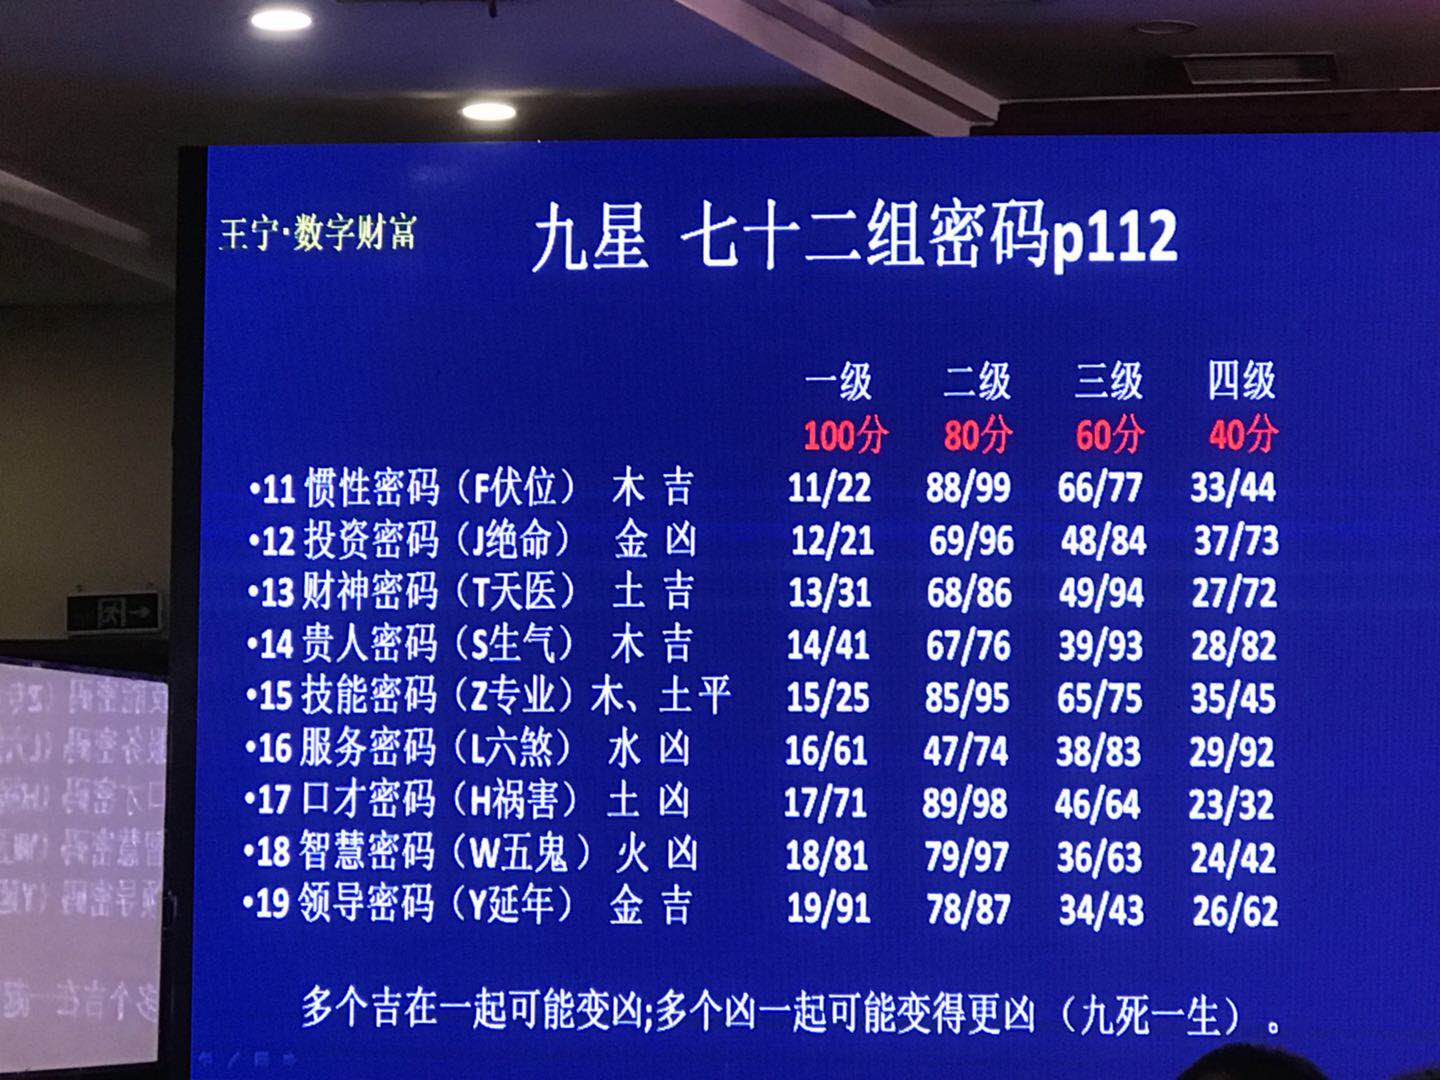 王宁·数字财富
九星 七十二组密码p112
一级 二级 三级 四级
100分 80分 60分 40分
•11 惯性密码（F伏位） 木 吉 11/22 88/99 66/77 33/44
•12 投资密码（J绝命） 金 凶 12/21 69/96 48/84 37/73
•13 财神密码（T天医） 土 吉 13/31 68/86 49/94 27/72
•14 贵人密码（S生气） 木 吉 14/41 67/76 39/93 28/82
•15 技能密码（Z专业）木、土平 15/25 85/95 65/75 35/45
•16 服务密码（L六煞） 水 凶 16/61 47/74 38/83 29/92
•17 口才密码（H祸害） 土 凶 17/71 89/98 46/64 23/32
•18 智慧密码（W五鬼 ） 火 凶 18/81 79/97 36/63 24/42
•19 领导密码（Y延年） 金 吉 19/91 78/87 34/43 26/62
多个吉在一起可能变凶;多个凶一起可能变得更凶 （九死一生） 。